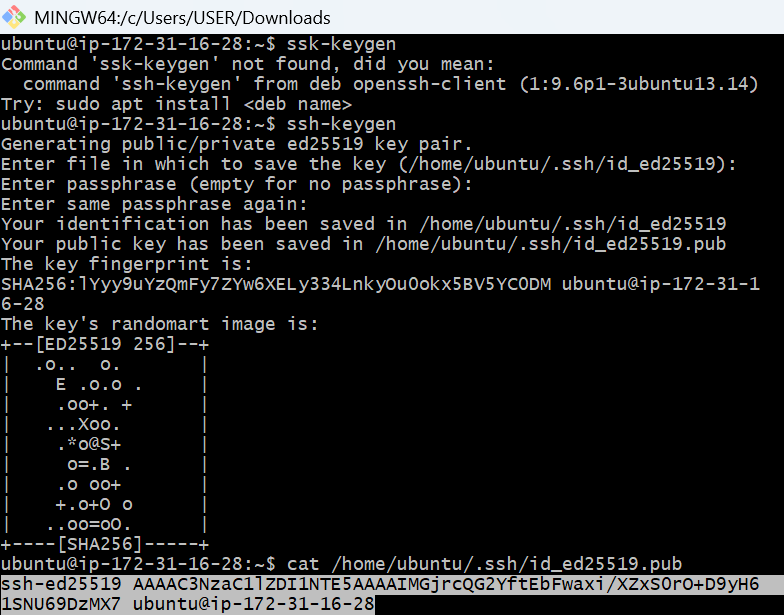 MINGW64:/c/Users/USER/Downloads
ubuntu@ip-172-31-16-28:~$ ssk-keygen
Command 'ssk-keygen' not found, did you mean:
  command 'ssh-keygen' from deb openssh-client (1:9.6p1-3ubuntu13.14)
Try: sudo apt install <deb name>
ubuntu@ip-172-31-16-28:~$ ssh-keygen
Generating public/private ed25519 key pair.
Enter file in which to save the key (/home/ubuntu/.ssh/id_ed25519):
Enter passphrase (empty for no passphrase):
Enter same passphrase again:
Your identification has been saved in /home/ubuntu/.ssh/id_ed25519
Your public key has been saved in /home/ubuntu/.ssh/id_ed25519.pub
The key fingerprint is:
SHA256:lYyy9uYzQmFy7ZYw6XELy334LnkyOu0okx5BV5YC0DM ubuntu@ip-172-31-1
6-28
The key's randomart image is:
+--[ED25519 256]--+
|  .o..  o.       |
|    E .o.o .     |
|    .oo+. +      |
|   ...Xoo.       |
|    .*o@S+       |
|     o=.B .      |
|    .o oo+       |
|    +.o+O o      |
|   ..oo=oO.      |
+----[SHA256]-----+
ubuntu@ip-172-31-16-28:~$ cat /home/ubuntu/.ssh/id_ed25519.pub
ssh-ed25519 AAAAC3NzaC1lZDI1NTE5AAAAIMGjrcQG2YftEbFwaxi/XZxS0rO+D9yH6
1SNU69DzMX7 ubuntu@ip-172-31-16-28